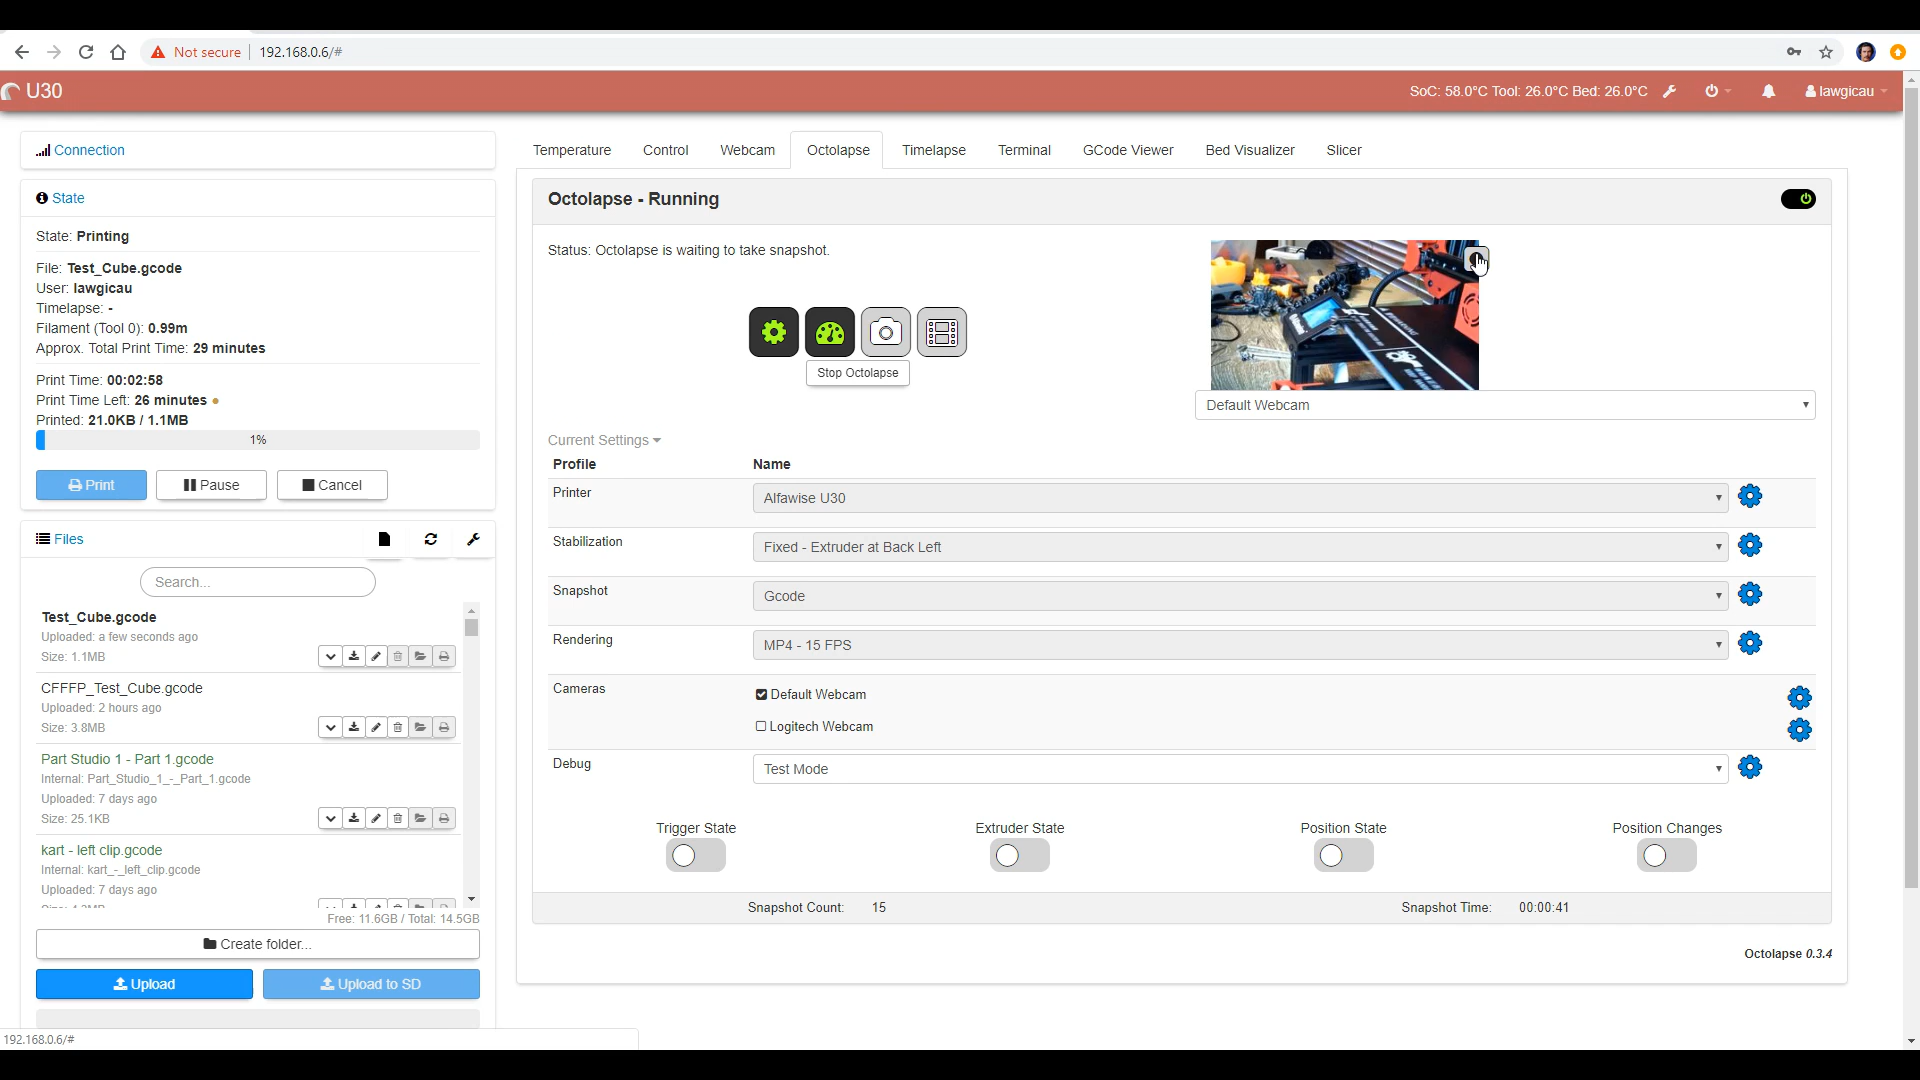 Not secure 192.168.0.6/#
U30
SoC: 58.0°C Tool: 26.0°C Bed: 26.0°C
lawgicau
Connection
State
State: Printing
File: Test_Cube.gcode
User: lawgicau
Timelapse: -
Filament (Tool 0): 0.99m
Approx. Total Print Time: 29 minutes
Print Time: 00:02:58
Print Time Left: 26 minutes
Printed: 21.0KB / 1.1MB
1%
Print Pause Cancel
Files
Search...
Test_Cube.gcode
Uploaded: a few seconds ago
Size: 1.1MB
CFFFP_Test_Cube.gcode
Uploaded: 2 hours ago
Size: 3.8MB
Part Studio 1 - Part 1.gcode
Internal: Part_Studio_1_-_Part_1.gcode
Uploaded: 7 days ago
Size: 25.1KB
kart - left clip.gcode
Internal: kart_-_left_clip.gcode
Uploaded: 7 days ago
Free: 11.6GB / Total: 14.5GB
Create folder...
Upload Upload to SD
192.168.0.6/#
Temperature Control Webcam Octolapse Timelapse Terminal GCode Viewer Bed Visualizer Slicer
Octolapse - Running
Status: Octolapse is waiting to take snapshot.
Stop Octolapse
Default Webcam
Current Settings
Profile Name
Printer Alfawise U30
Stabilization Fixed - Extruder at Back Left
Snapshot Gcode
Rendering MP4 - 15 FPS
Cameras Default Webcam
Logitech Webcam
Debug Test Mode
Trigger State Extruder State Position State Position Changes
Snapshot Count: 15 Snapshot Time: 00:00:41
Octolapse 0.3.4